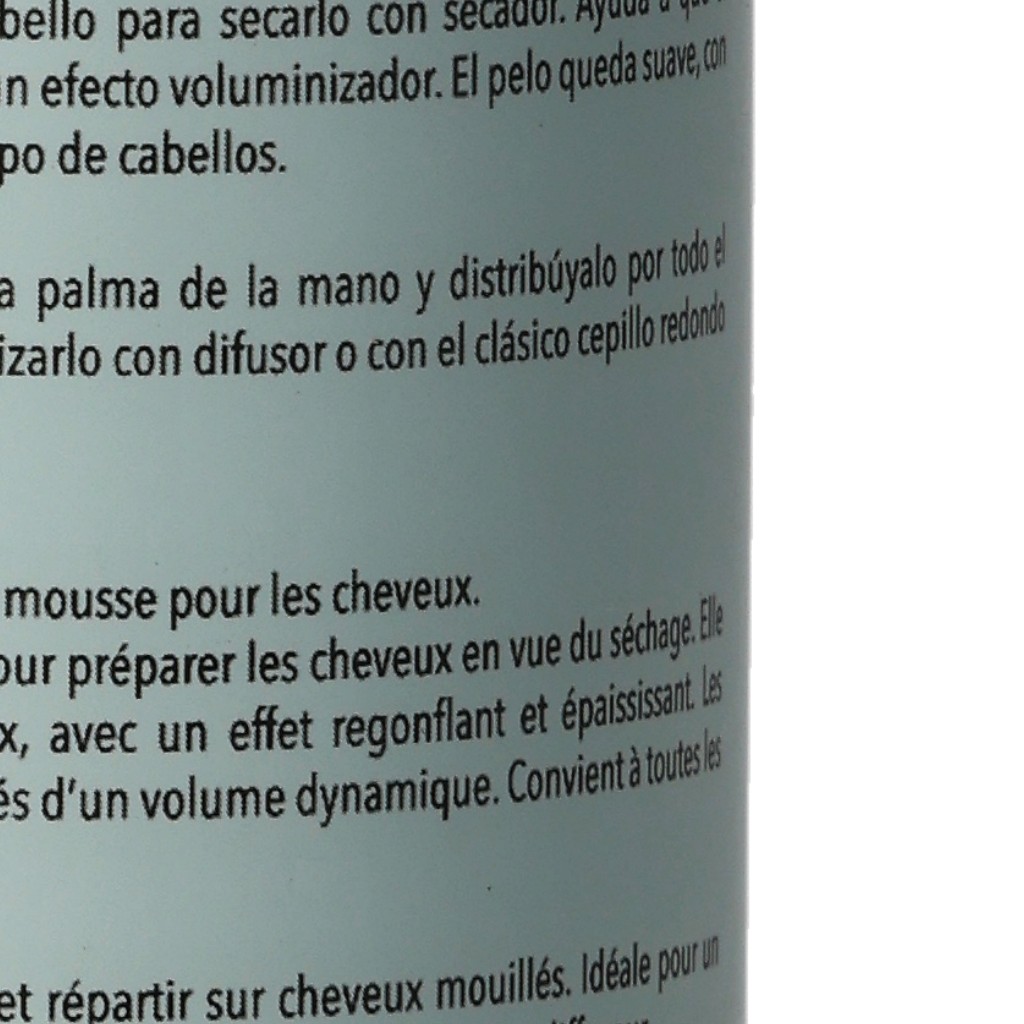 bello para secarlo con secador. Ayuda a que
un efecto voluminizador. El pelo queda suave, con
po de cabellos.
a palma de la mano y distribúyalo por todo el
izarlo con difusor o con el clásico cepillo redondo
mousse pour les cheveux.
our préparer les cheveux en vue du séchage. Elle
x, avec un effet regonflant et épaississant. Les
és d’un volume dynamique. Convient à toutes les
et répartir sur cheveux mouillés. Idéale pour un